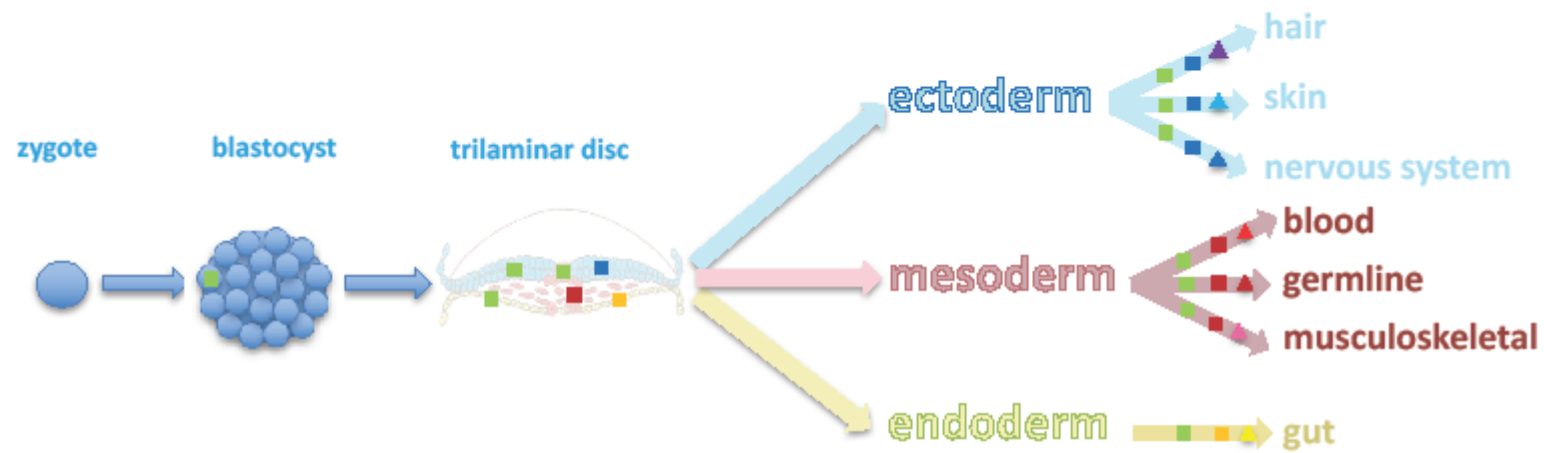 zygote
blastocyst
trilaminar disc
ectoderm
hair
skin
nervous system
mesoderm
blood
germline
musculoskeletal
endoderm
gut